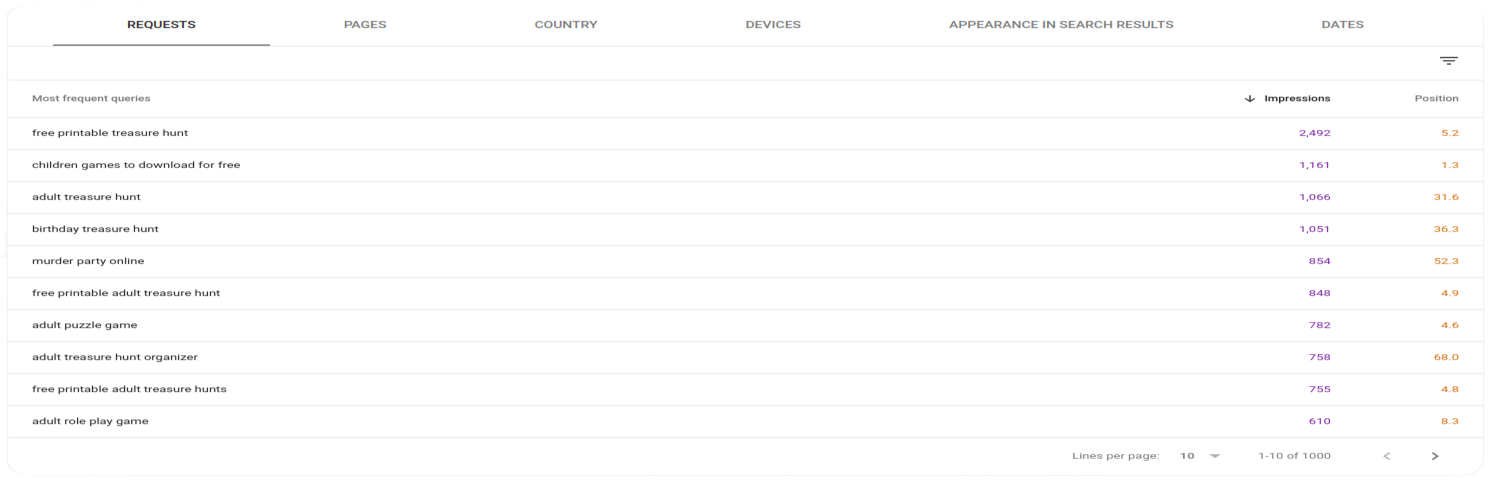 REQUESTS PAGES COUNTRY DEVICES APPEARANCE IN SEARCH RESULTS DATES
Most frequent queries Impressions Position
free printable treasure hunt 2,492 5.2
children games to download for free 1,161 1.3
adult treasure hunt 1,066 31.6
birthday treasure hunt 1,051 36.3
murder party online 854 52.3
free printable adult treasure hunt 848 4.9
adult puzzle game 782 4.6
adult treasure hunt organizer 758 68.0
free printable adult treasure hunts 755 4.8
adult role play game 610 8.3
Lines per page: 10 1-10 of 1000